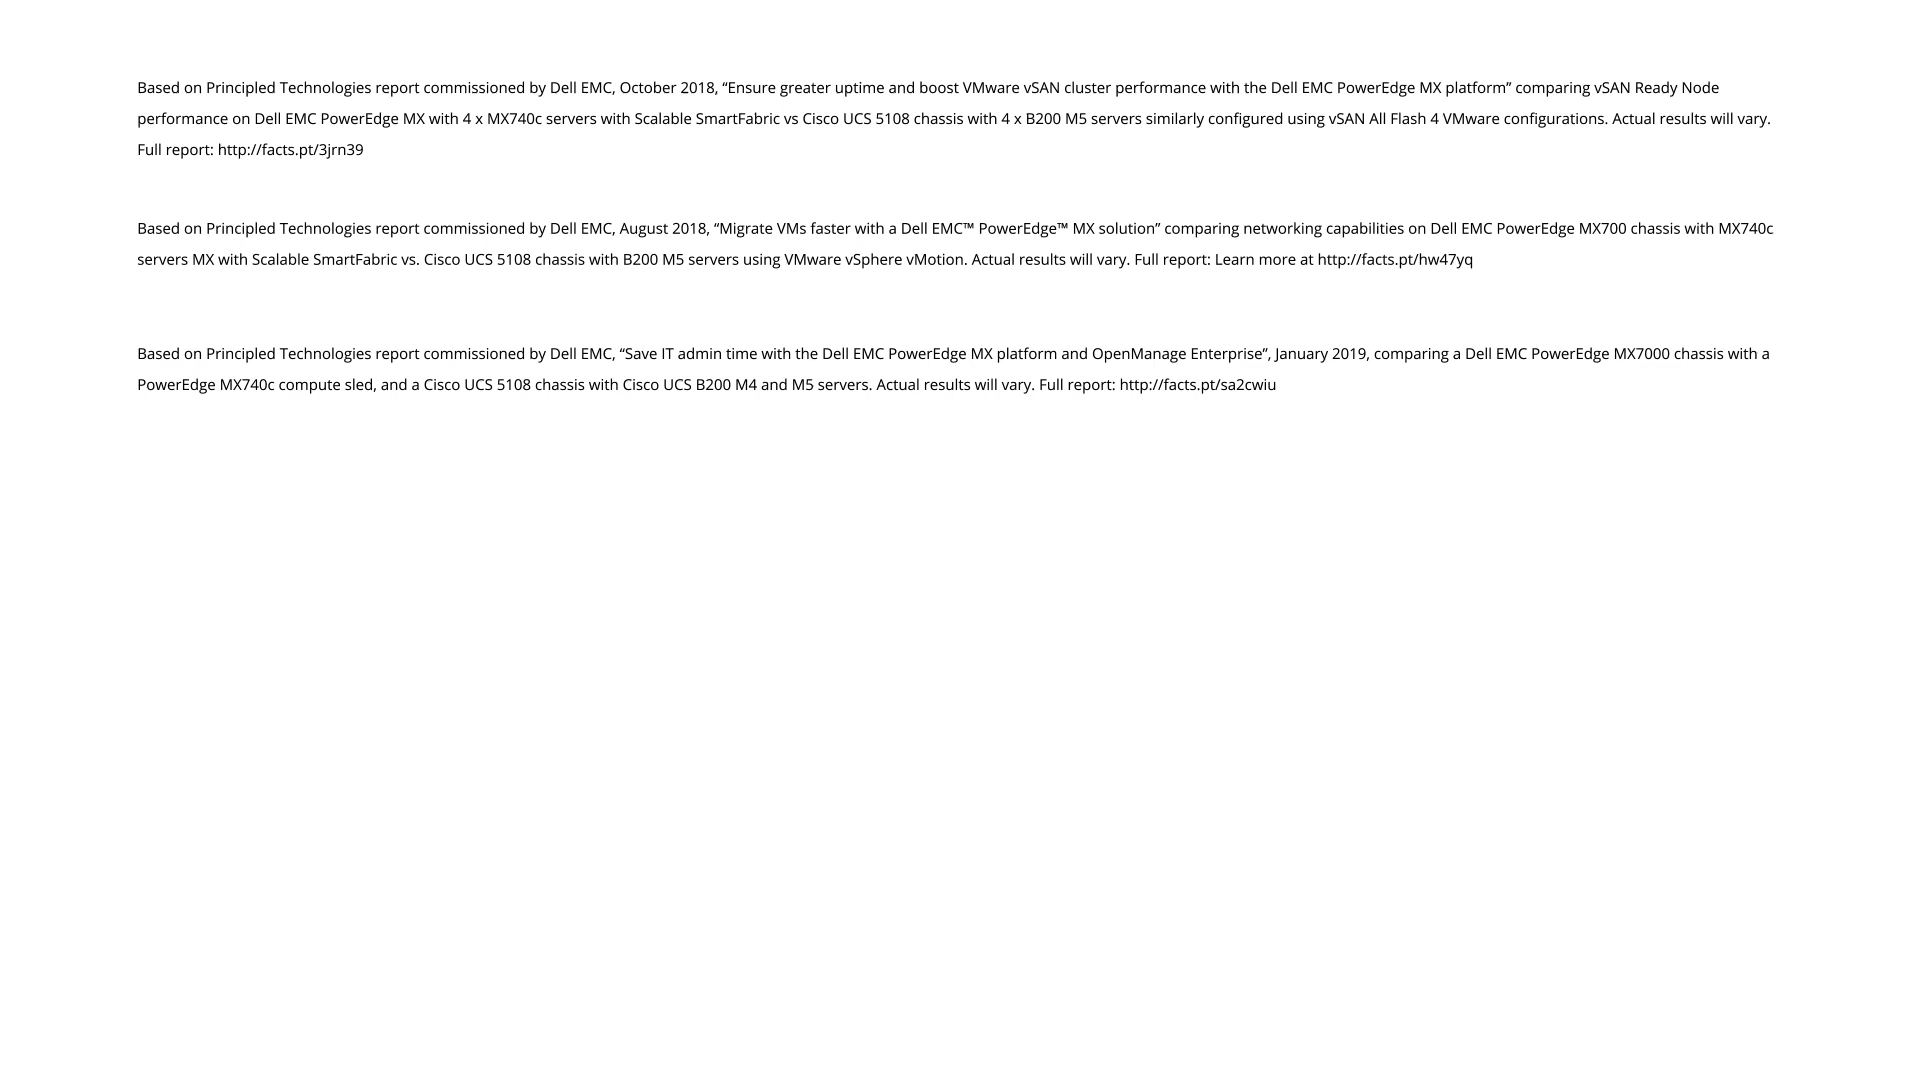 Based on Principled Technologies report commissioned by Dell EMC, October 2018, “Ensure greater uptime and boost VMware vSAN cluster performance with the Dell EMC PowerEdge MX platform” comparing vSAN Ready Node
performance on Dell EMC PowerEdge MX with 4 x MX740c servers with Scalable SmartFabric vs Cisco UCS 5108 chassis with 4 x B200 M5 servers similarly configured using vSAN All Flash 4 VMware configurations. Actual results will vary.
Full report: http://facts.pt/3jrn39
Based on Principled Technologies report commissioned by Dell EMC, August 2018, “Migrate VMs faster with a Dell EMC™ PowerEdge™ MX solution” comparing networking capabilities on Dell EMC PowerEdge MX700 chassis with MX740c
servers MX with Scalable SmartFabric vs. Cisco UCS 5108 chassis with B200 M5 servers using VMware vSphere vMotion. Actual results will vary. Full report: Learn more at http://facts.pt/hw47yq
Based on Principled Technologies report commissioned by Dell EMC, “Save IT admin time with the Dell EMC PowerEdge MX platform and OpenManage Enterprise”, January 2019, comparing a Dell EMC PowerEdge MX7000 chassis with a
PowerEdge MX740c compute sled, and a Cisco UCS 5108 chassis with Cisco UCS B200 M4 and M5 servers. Actual results will vary. Full report: http://facts.pt/sa2cwiu